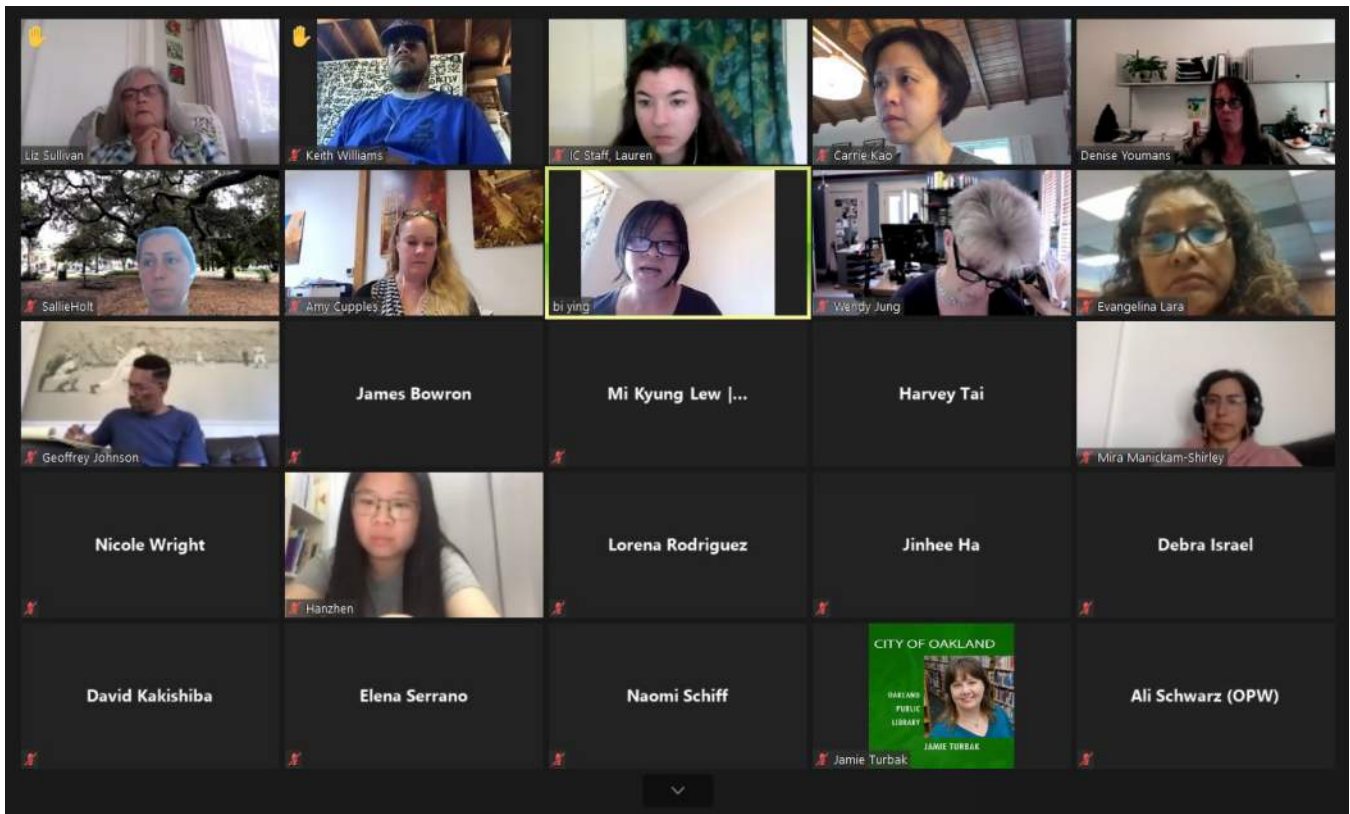 Liz Sullivan
Keith Williams
IC Staff, Lauren
Carrie Kao
Denise Youmans
SallieHolt
Amy Cupples
bi ying
Wendy Jung
Evangelina Lara
Geoffrey Johnson
James Bowron
Mi Kyung Lew |...
Harvey Tai
Mira Manickam-Shirley
Nicole Wright
Hanzhen
Lorena Rodriguez
Jinhee Ha
Debra Israel
David Kakishiba
Elena Serrano
Naomi Schiff
CITY OF OAKLAND
OAKLAND
PUBLIC
LIBRARY
JAMIE TURBAK
Jamie Turbak
Ali Schwarz (OPW)